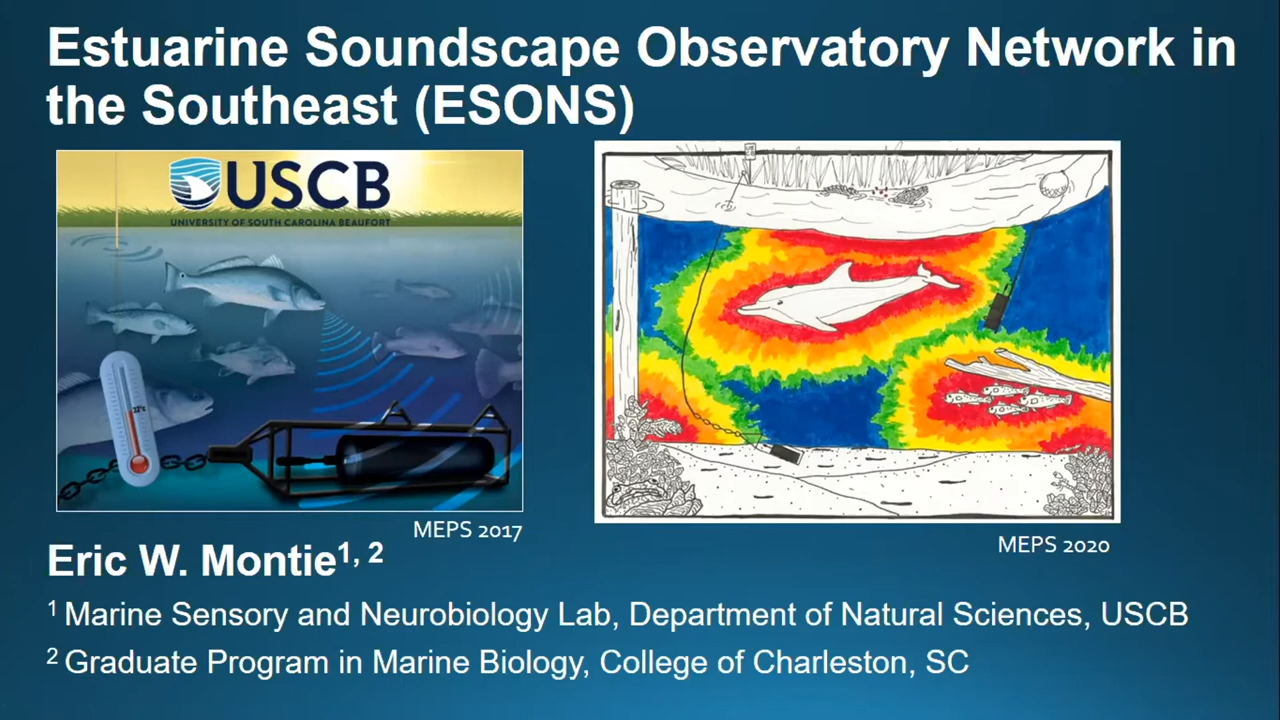 Estuarine Soundscape Observatory Network in
the Southeast (ESONS)
USCB
UNIVERSITY OF SOUTH CAROLINA BEAUFORT
MEPS 2017
MEPS 2020
Eric W. Montie1, 2
1 Marine Sensory and Neurobiology Lab, Department of Natural Sciences, USCB
2 Graduate Program in Marine Biology, College of Charleston, SC